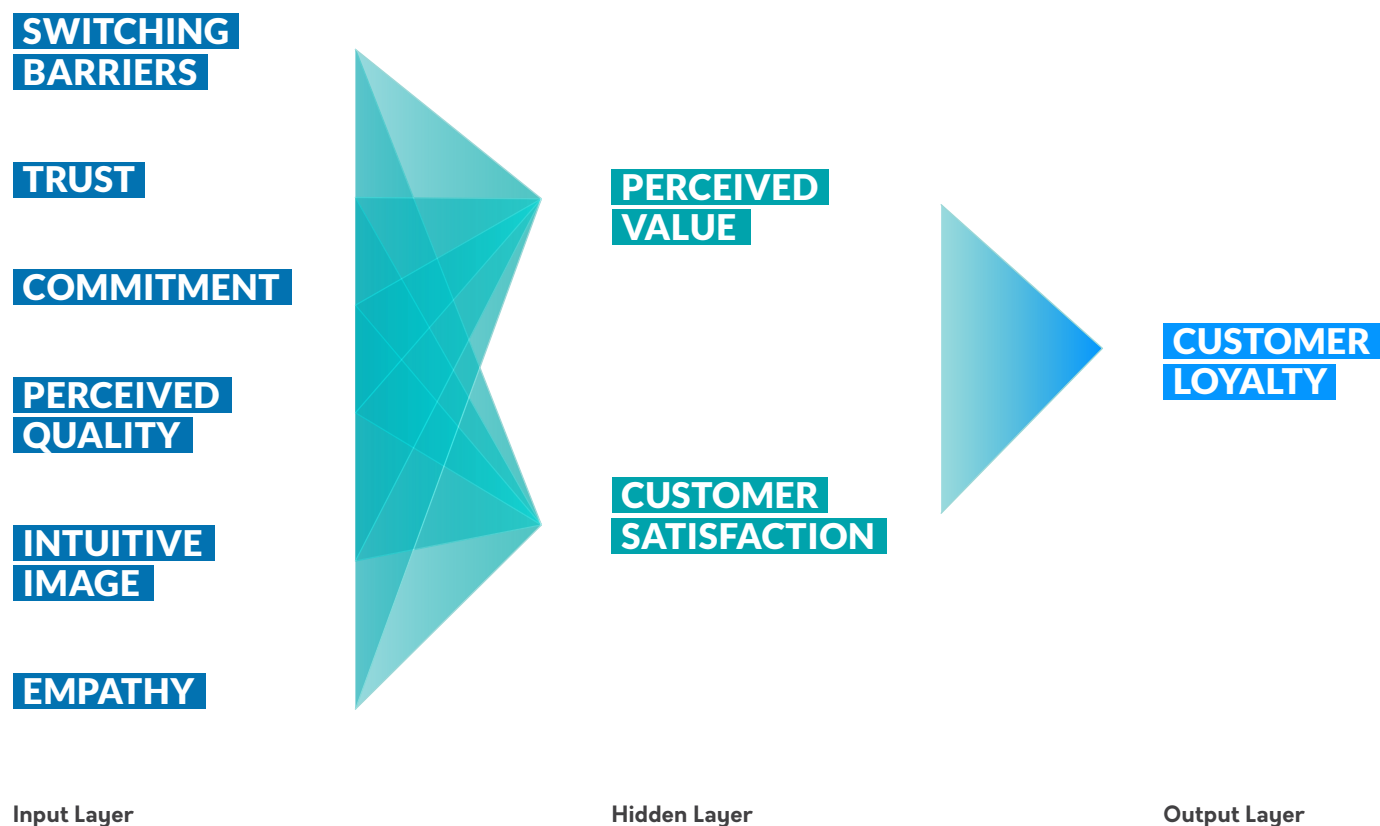 SWITCHING
BARRIERS
TRUST
COMMITMENT
PERCEIVED
QUALITY
INTUITIVE
IMAGE
EMPATHY
PERCEIVED
VALUE
CUSTOMER
SATISFACTION
CUSTOMER
LOYALTY
Input Layer
Hidden Layer
Output Layer